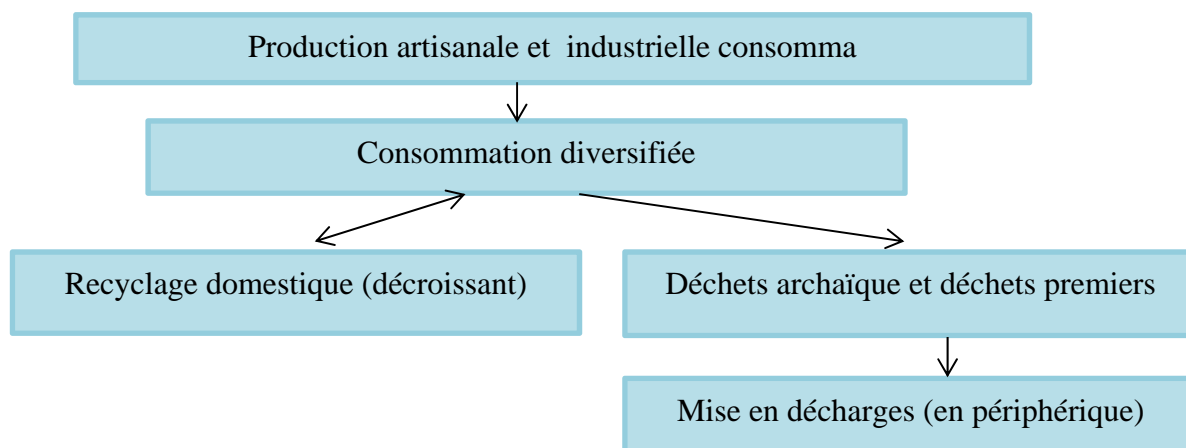 Production artisanale et industrielle consomma
Consommation diversifiée
Recyclage domestique (décroissant)
Déchets archaïque et déchets premiers
Mise en décharges (en périphérique)